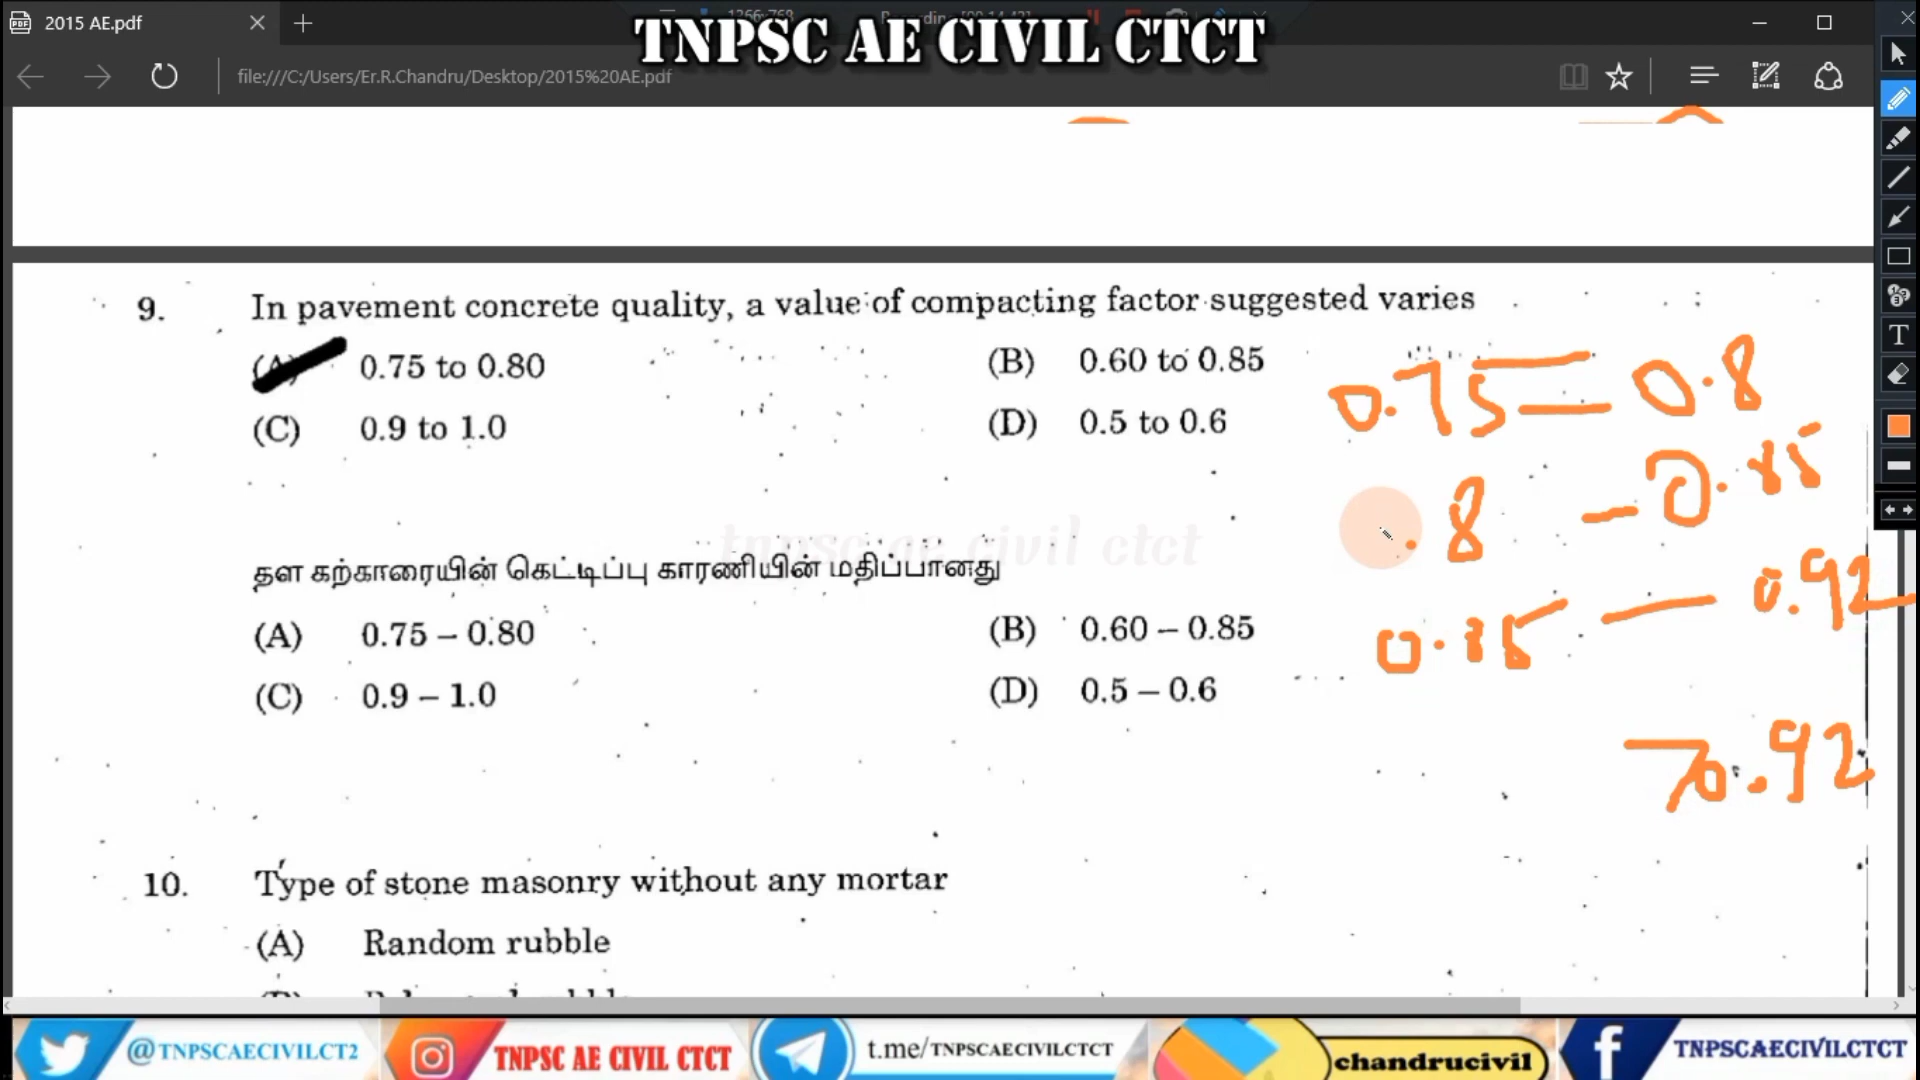 2015 AE.pdf
TNPSC AE CIVIL CTCT
file:///C:/Users/Er.R.Chandru/Desktop/2015%20AE.pdf
9. In pavement concrete quality, a value of compacting factor suggested varies
(A) 0.75 to 0.80 (B) 0.60 to 0.85
(C) 0.9 to 1.0 (D) 0.5 to 0.6
0.75 — 0.8
.8 - 0.85
0.85 — 0.92
70.92
tnpsc ae civil ctct
தள கற்காரையின் கெட்டிப்பு காரணியின் மதிப்பானது
(A) 0.75 – 0.80 (B) 0.60 – 0.85
(C) 0.9 – 1.0 (D) 0.5 – 0.6
10. Type of stone masonry without any mortar
(A) Random rubble
@TNPSCAECIVILCT2 TNPSC AE CIVIL CTCT t.me/TNPSCAECIVILCTCT chandrucivil TNPSCAECIVILCTCT